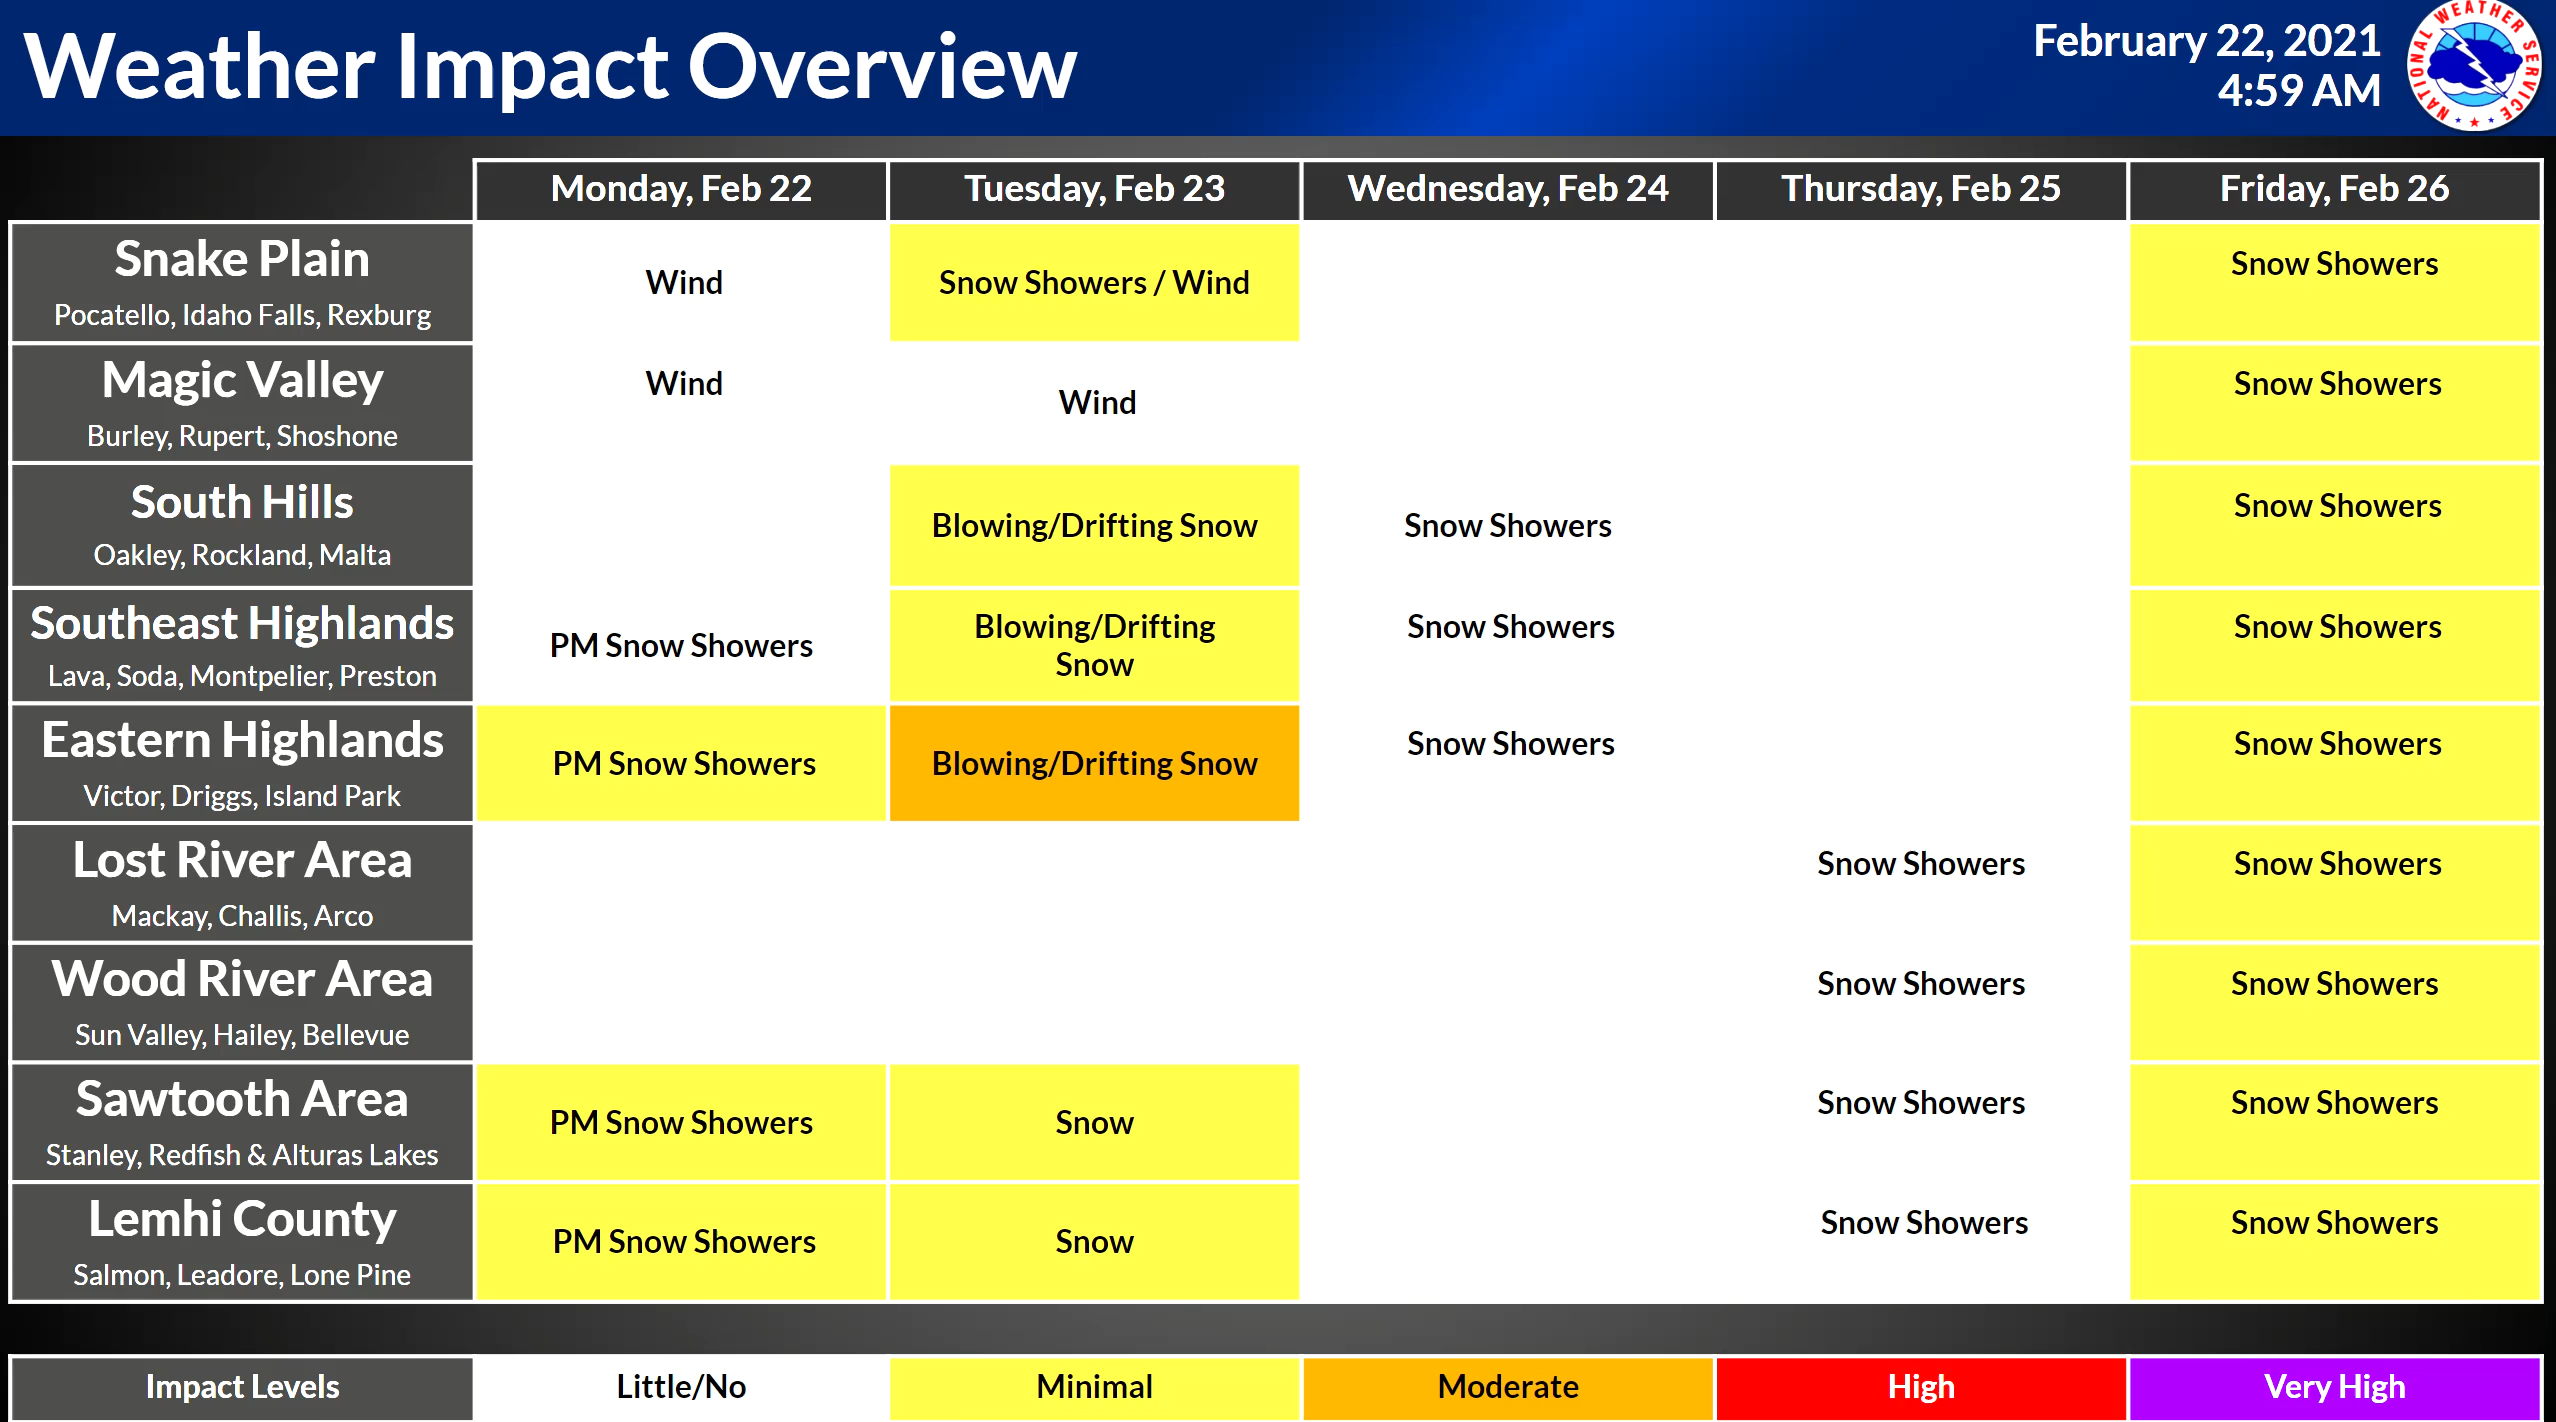 Weather Impact Overview
February 22, 2021
4:59 AM
NATIONAL WEATHER SERVICE
Monday, Feb 22
Tuesday, Feb 23
Wednesday, Feb 24
Thursday, Feb 25
Friday, Feb 26
Snake Plain
Pocatello, Idaho Falls, Rexburg
Wind
Snow Showers / Wind
Snow Showers
Magic Valley
Burley, Rupert, Shoshone
Wind
Wind
Snow Showers
South Hills
Oakley, Rockland, Malta
Blowing/Drifting Snow
Snow Showers
Snow Showers
Southeast Highlands
Lava, Soda, Montpelier, Preston
PM Snow Showers
Blowing/Drifting
Snow
Snow Showers
Snow Showers
Eastern Highlands
Victor, Driggs, Island Park
PM Snow Showers
Blowing/Drifting Snow
Snow Showers
Snow Showers
Lost River Area
Mackay, Challis, Arco
Snow Showers
Snow Showers
Wood River Area
Sun Valley, Hailey, Bellevue
Snow Showers
Snow Showers
Sawtooth Area
Stanley, Redfish & Alturas Lakes
PM Snow Showers
Snow
Snow Showers
Snow Showers
Lemhi County
Salmon, Leadore, Lone Pine
PM Snow Showers
Snow
Snow Showers
Snow Showers
Impact Levels
Little/No
Minimal
Moderate
High
Very High